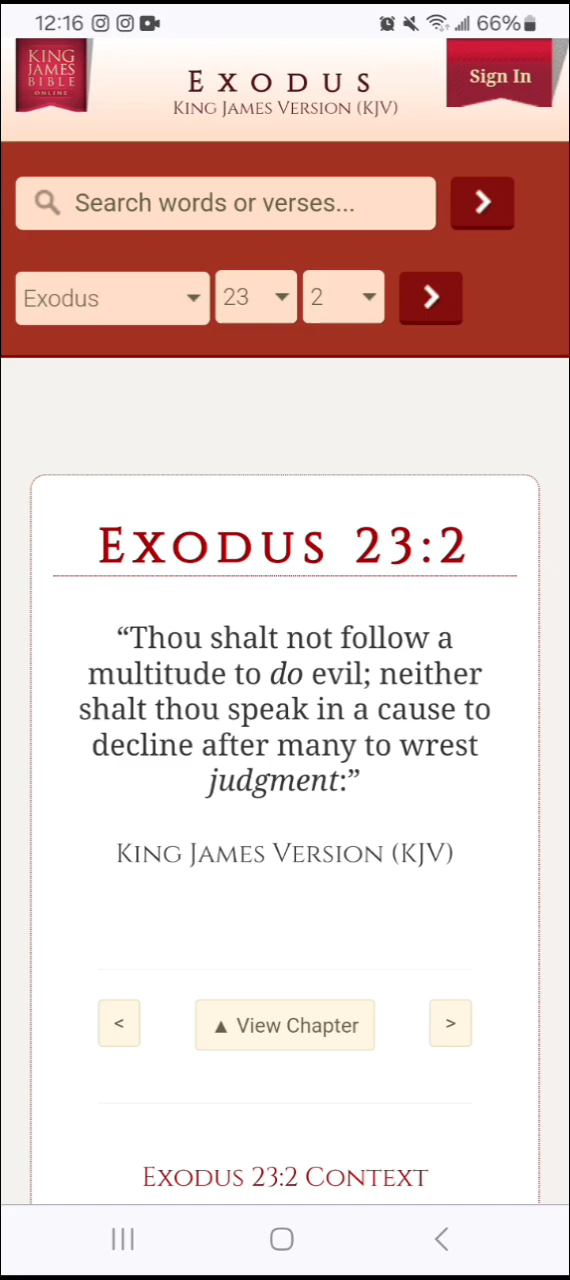 12:16
66%
KING
JAMES
BIBLE
ONLINE
EXODUS
KING JAMES VERSION (KJV)
Sign In
Search words or verses...
Exodus 23 2
EXODUS 23:2
“Thou shalt not follow a
multitude to do evil; neither
shalt thou speak in a cause to
decline after many to wrest
judgment:”
KING JAMES VERSION (KJV)
< ▲ View Chapter >
EXODUS 23:2 CONTEXT